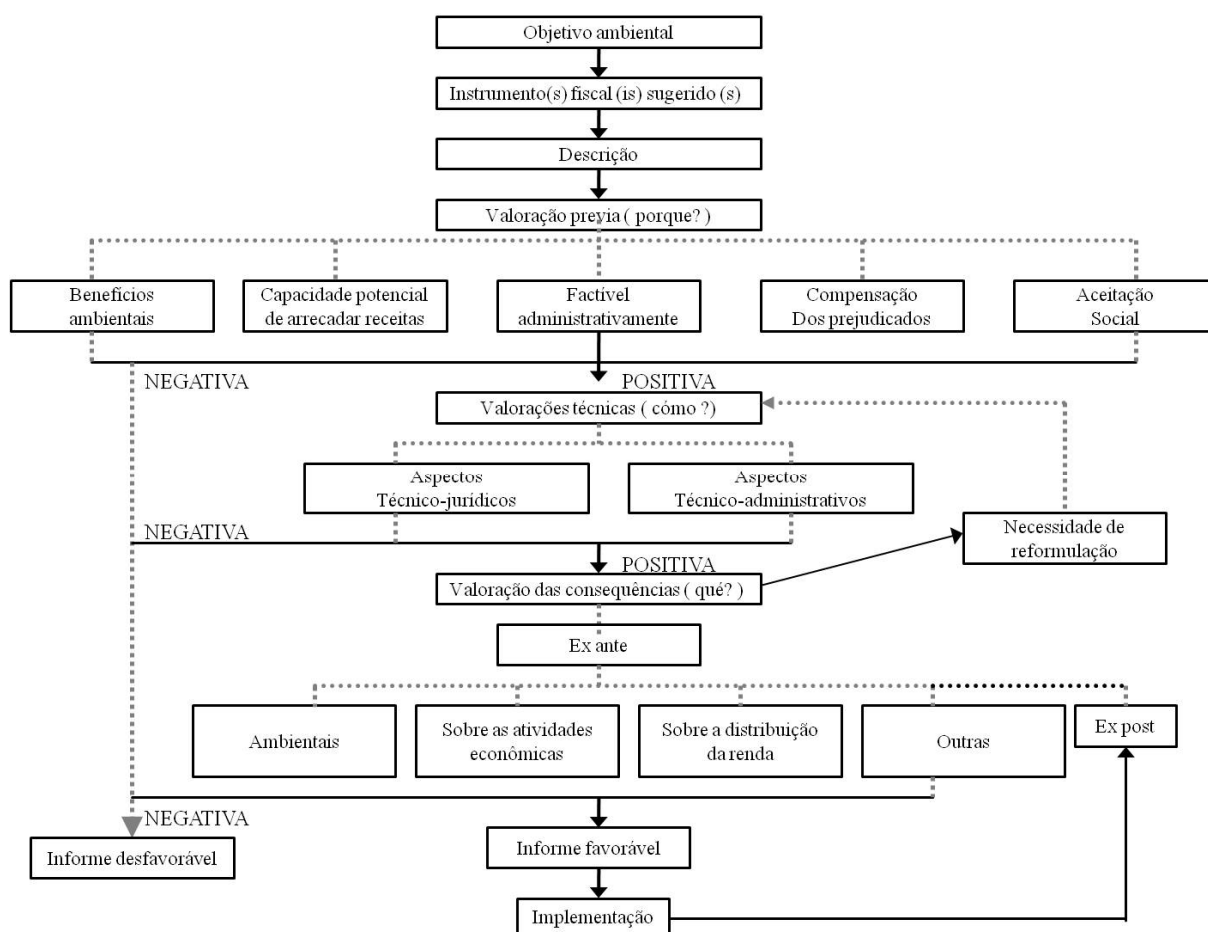 Objetivo ambiental
Instrumento(s) fiscal (is) sugerido (s)
Descrição
Valoração previa ( porque? )
Benefícios
ambientais
Capacidade potencial
de arrecadar receitas
Factível
administrativamente
Compensação
Dos prejudicados
Aceitação
Social
NEGATIVA
POSITIVA
Valorações técnicas ( cómo ?)
Aspectos
Técnico-jurídicos
Aspectos
Técnico-administrativos
Necessidade de
reformulação
NEGATIVA
POSITIVA
Valoração das consequências ( qué? )
Ex ante
Ambientais
Sobre as atividades
econômicas
Sobre a distribuição
da renda
Outras
Ex post
NEGATIVA
Informe desfavorável
Informe favorável
Implementação